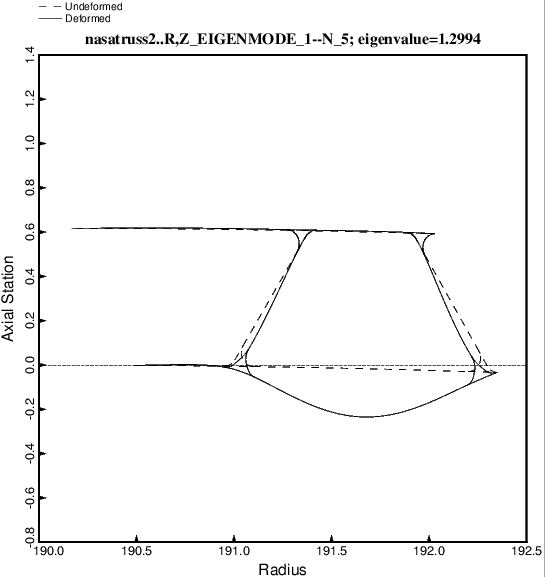 Undeformed
Deformed
nasatruss2..R,Z_EIGENMODE_1--N_5; eigenvalue=1.2994
1.4
1.2
1.0
0.8
0.6
0.4
0.2
0.0
-0.2
-0.4
-0.6
-0.8
Axial Station
190.0 190.5 191.0 191.5 192.0 192.5
Radius